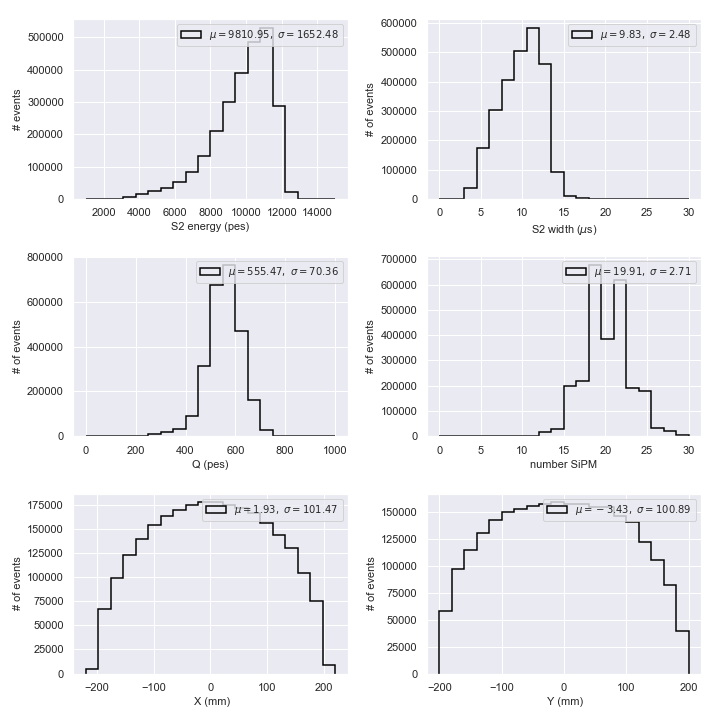 μ = 9810.95, σ = 1652.48
# events
500000
400000
300000
200000
100000
0
2000 4000 6000 8000 10000 12000 14000
S2 energy (pes)
μ = 9.83, σ = 2.48
# of events
600000
500000
400000
300000
200000
100000
0
0 5 10 15 20 25 30
S2 width (μs)
μ = 555.47, σ = 70.36
# of events
800000
600000
400000
200000
0
0 200 400 600 800 1000
Q (pes)
μ = 19.91, σ = 2.71
# of events
700000
600000
500000
400000
300000
200000
100000
0
0 5 10 15 20 25 30
number SiPM
μ = 1.93, σ = 101.47
# of events
175000
150000
125000
100000
75000
50000
25000
0
−200 −100 0 100 200
X (mm)
μ = −3.43, σ = 100.89
# of events
150000
125000
100000
75000
50000
25000
0
−200 −100 0 100 200
Y (mm)